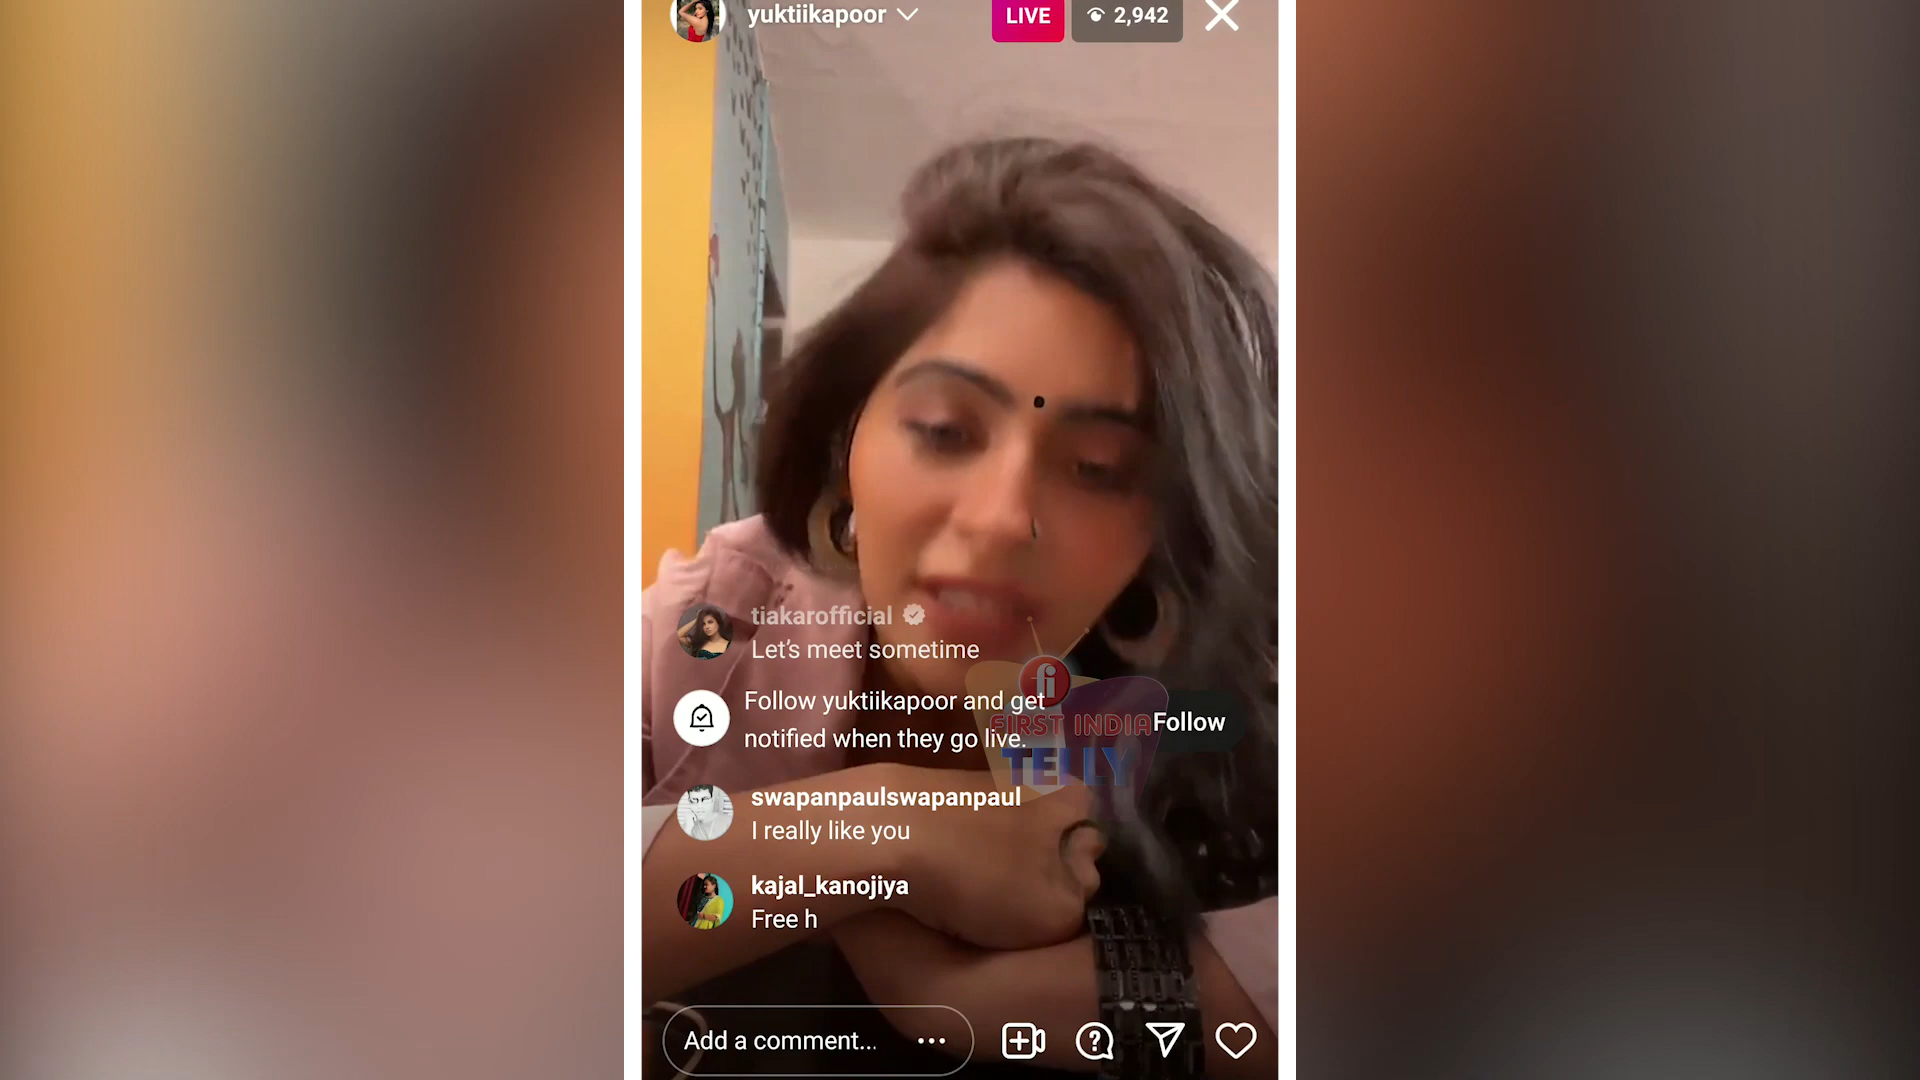 yuktiikapoor
LIVE
2,942
tiakarofficial
Let's meet sometime
Follow yuktiikapoor and get
notified when they go live.
Follow
fi
FIRST INDIA
TELLY
swapanpaulswapanpaul
I really like you
kajal_kanojiya
Free h
Add a comment...